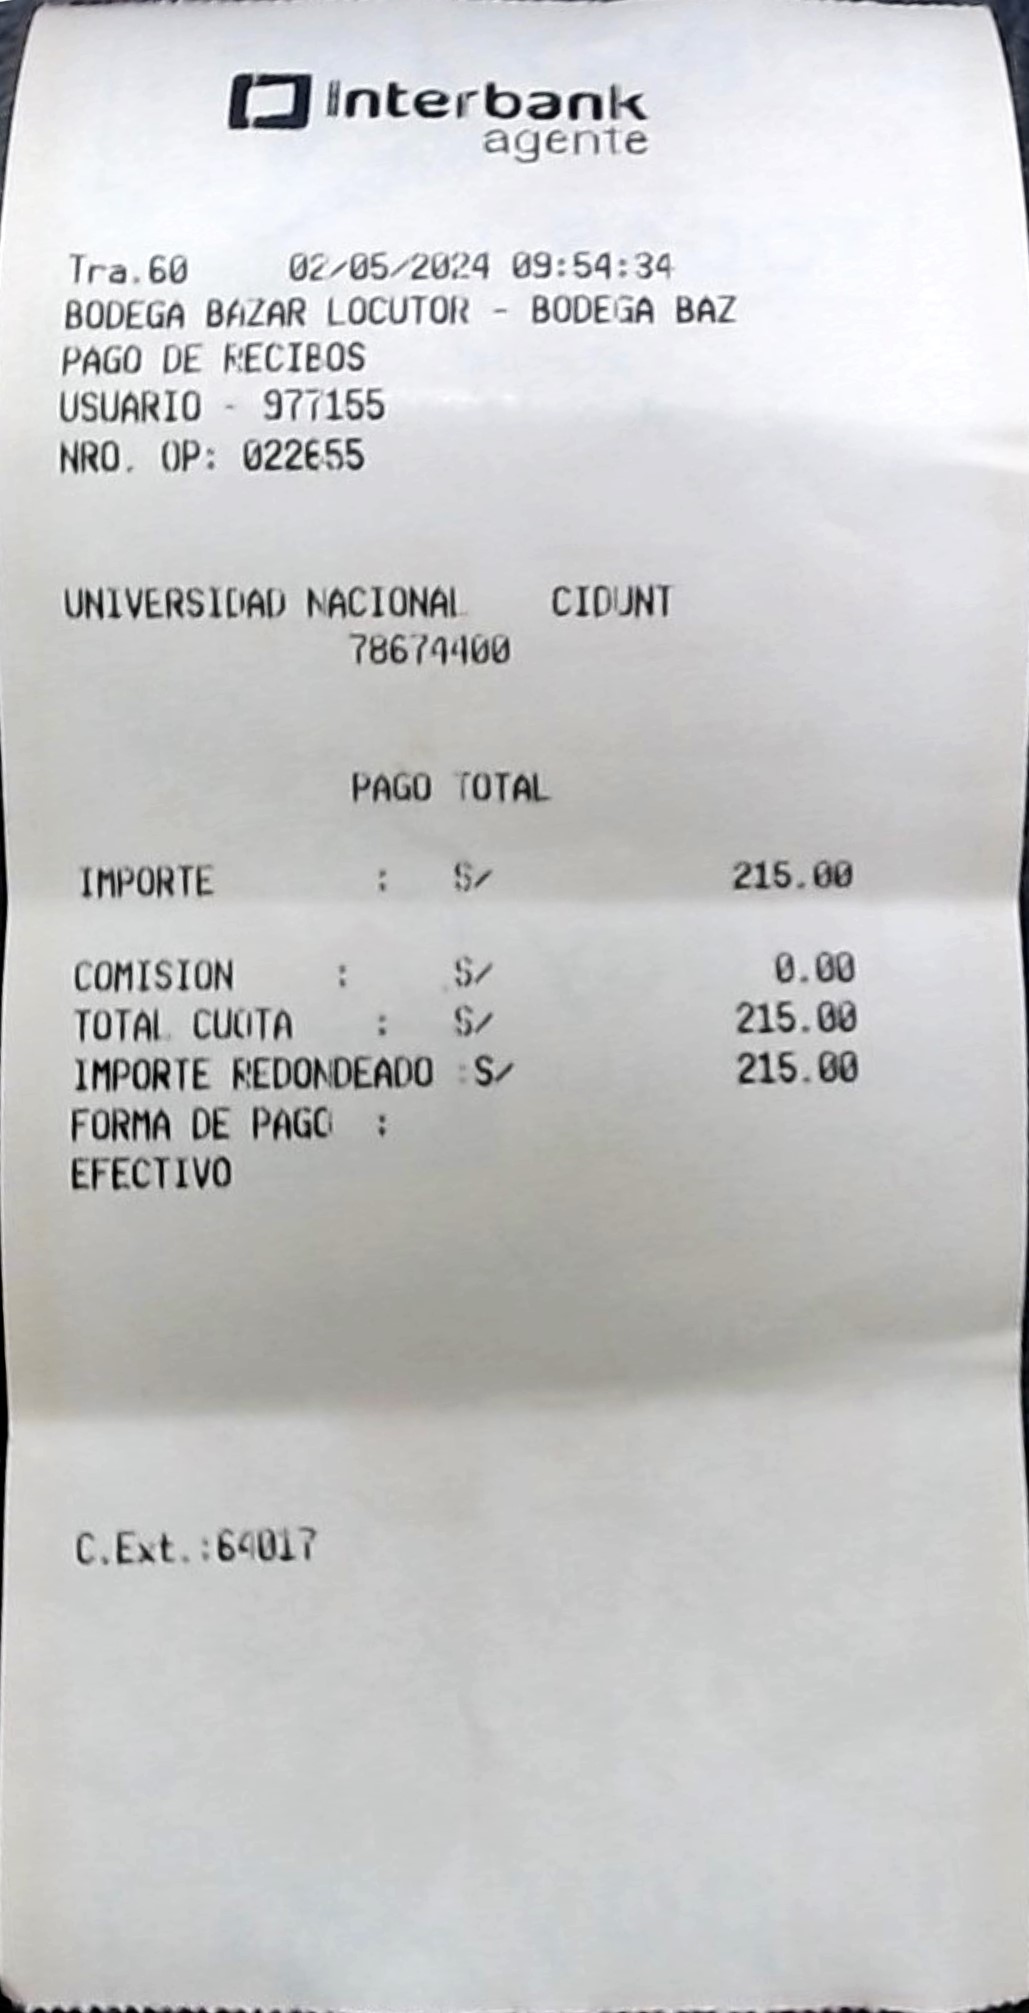 Interbank
agente
Tra.60 02/05/2024 09:54:34
BODEGA BAZAR LOCUTOR - BODEGA BAZ
PAGO DE RECIBOS
USUARIO - 977155
NRO. OP: 022655
UNIVERSIDAD NACIONAL CIDUNT
78674400
PAGO TOTAL
IMPORTE : S/ 215.00
COMISION : S/ 0.00
TOTAL CUOTA : S/ 215.00
IMPORTE REDONDEADO :S/ 215.00
FORMA DE PAGO :
EFECTIVO
C.Ext.:64017